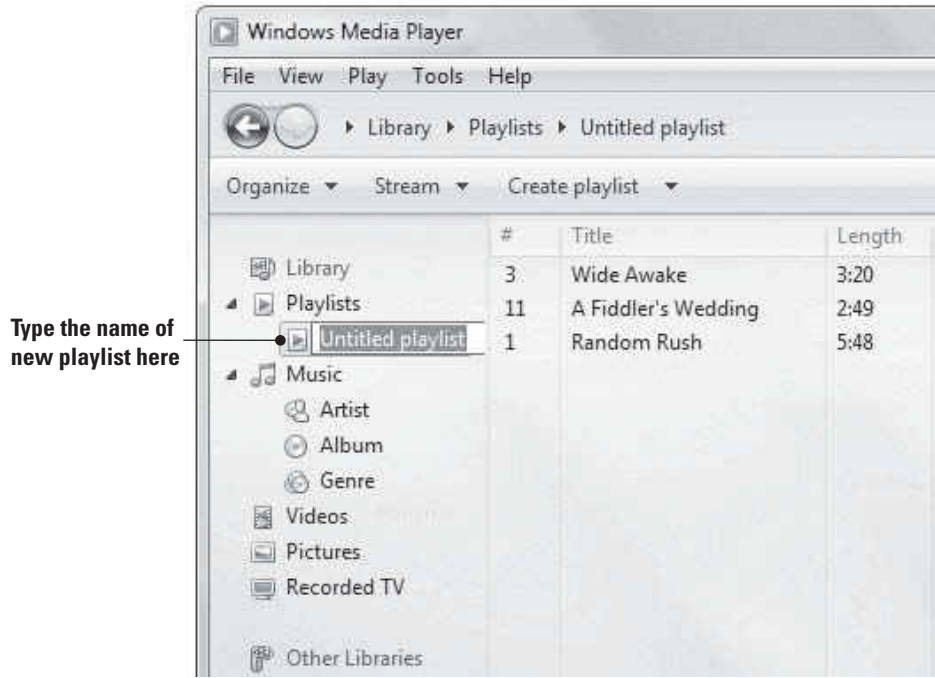 Windows Media Player
File View Play Tools Help
Library Playlists Untitled playlist
Organize Stream Create playlist
# Title Length
Library
3 Wide Awake 3:20
Playlists
11 A Fiddler's Wedding 2:49
Type the name of
new playlist here
Untitled playlist
1 Random Rush 5:48
Music
Artist
Album
Genre
Videos
Pictures
Recorded TV
Other Libraries